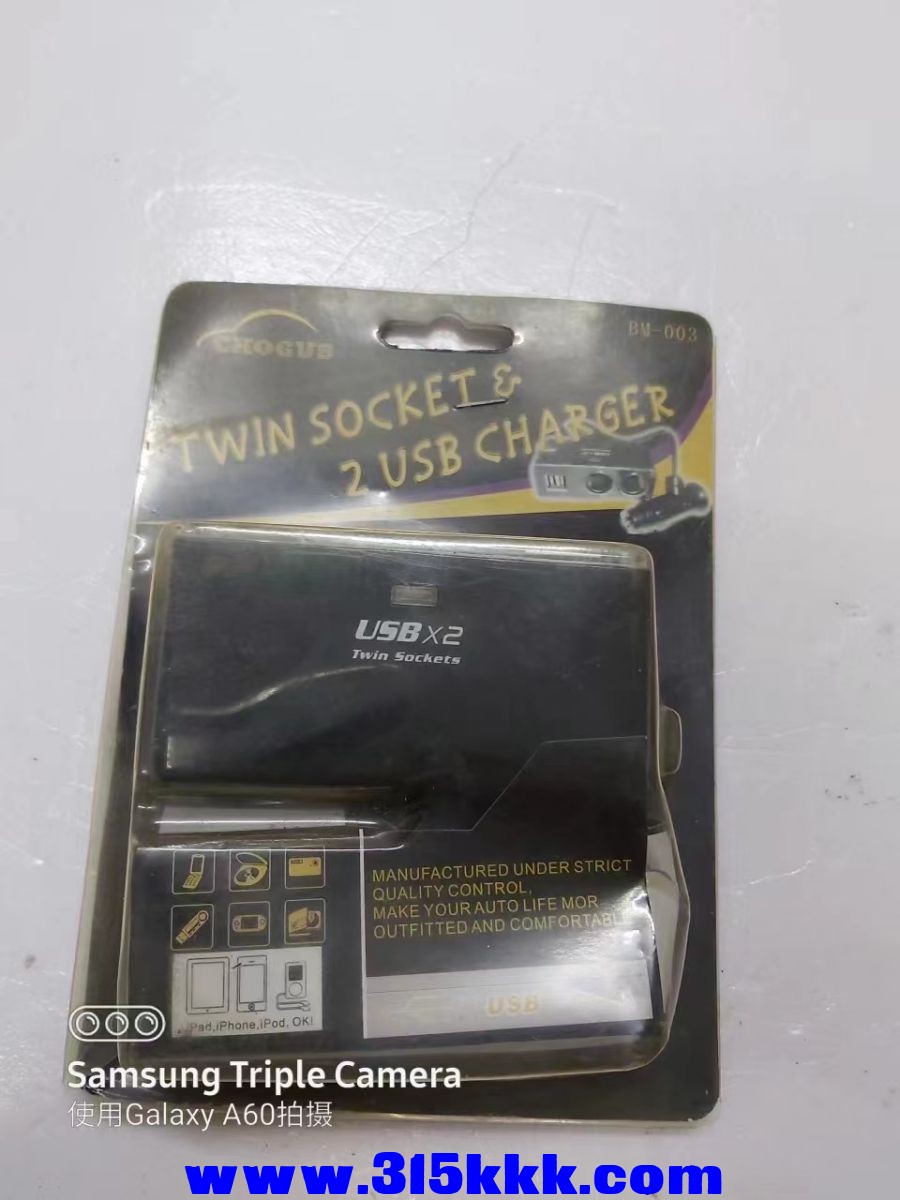 CHOGUS
BM-003
TWIN SOCKET &
2 USB CHARGER
USB x2
Twin Sockets
MANUFACTURED UNDER STRICT
QUALITY CONTROL,
MAKE YOUR AUTO LIFE MOR
OUTFITTED AND COMFORTABL
USB
iPad,iPhone,iPod, OK!
Samsung Triple Camera
使用Galaxy A60拍摄
www.315kkk.com